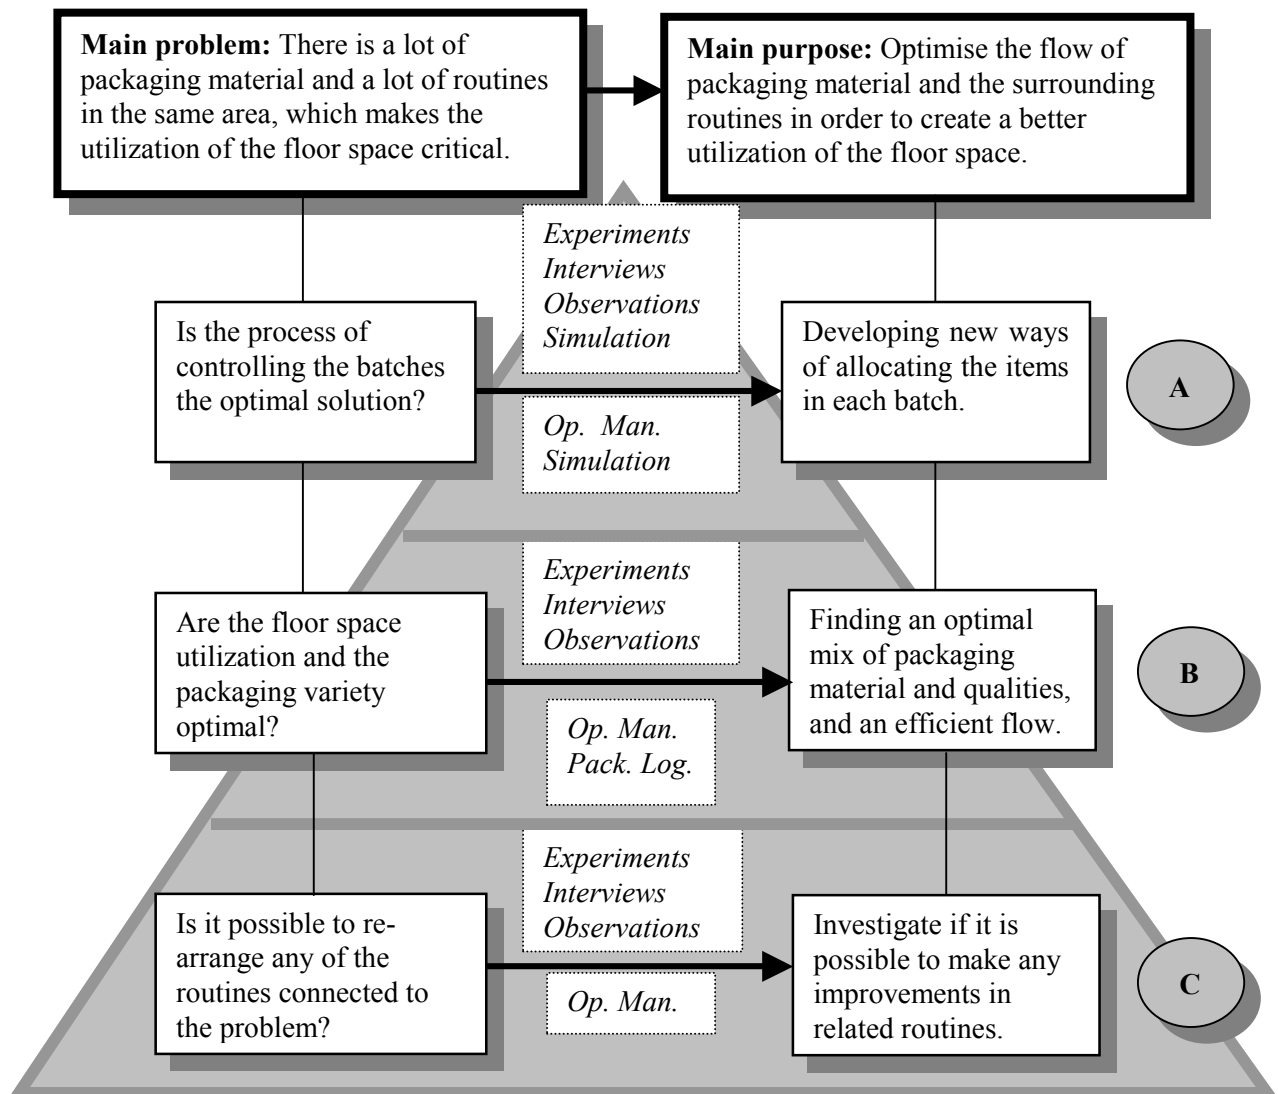 Main problem: There is a lot of
packaging material and a lot of routines
in the same area, which makes the
utilization of the floor space critical.
Main purpose: Optimise the flow of
packaging material and the surrounding
routines in order to create a better
utilization of the floor space.
Experiments
Interviews
Observations
Simulation
Is the process of
controlling the batches
the optimal solution?
Developing new ways
of allocating the items
in each batch.
A
Op. Man.
Simulation
Experiments
Interviews
Observations
Are the floor space
utilization and the
packaging variety
optimal?
Finding an optimal
mix of packaging
material and qualities,
and an efficient flow.
B
Op. Man.
Pack. Log.
Experiments
Interviews
Observations
Is it possible to re-
arrange any of the
routines connected to
the problem?
Investigate if it is
possible to make any
improvements in
related routines.
C
Op. Man.